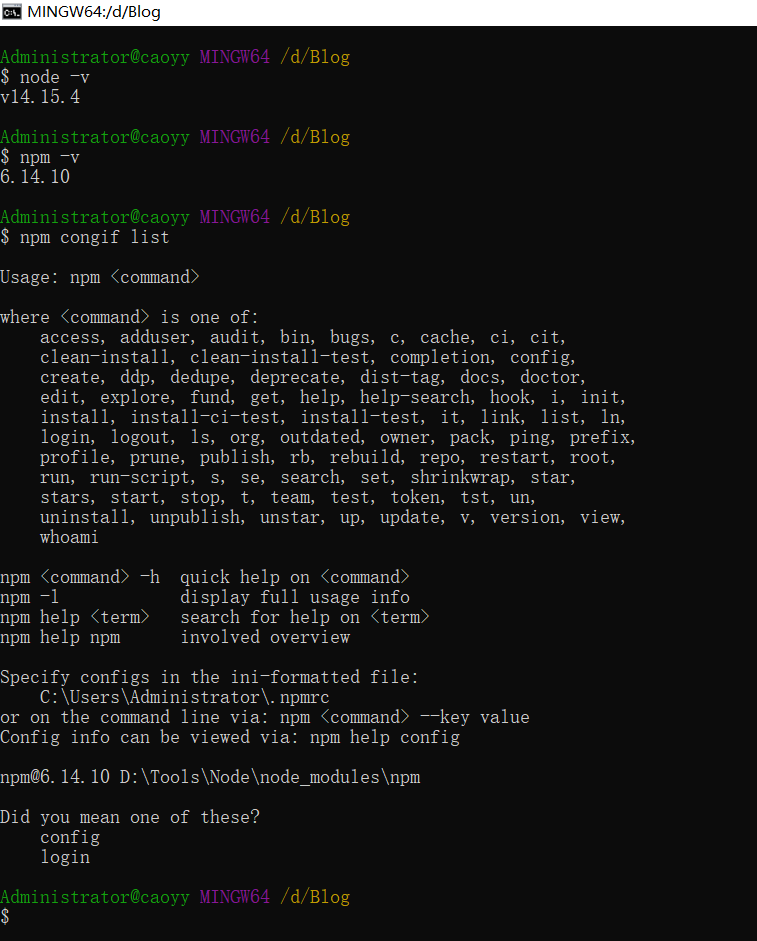 MINGW64:/d/Blog
Administrator@caoyy MINGW64 /d/Blog
$ node -v
v14.15.4
Administrator@caoyy MINGW64 /d/Blog
$ npm -v
6.14.10
Administrator@caoyy MINGW64 /d/Blog
$ npm congif list
Usage: npm <command>
where <command> is one of:
    access, adduser, audit, bin, bugs, c, cache, ci, cit,
    clean-install, clean-install-test, completion, config,
    create, ddp, dedupe, deprecate, dist-tag, docs, doctor,
    edit, explore, fund, get, help, help-search, hook, i, init,
    install, install-ci-test, install-test, it, link, list, ln,
    login, logout, ls, org, outdated, owner, pack, ping, prefix,
    profile, prune, publish, rb, rebuild, repo, restart, root,
    run, run-script, s, se, search, set, shrinkwrap, star,
    stars, start, stop, t, team, test, token, tst, un,
    uninstall, unpublish, unstar, up, update, v, version, view,
    whoami
npm <command> -h  quick help on <command>
npm -l            display full usage info
npm help <term>   search for help on <term>
npm help npm      involved overview
Specify configs in the ini-formatted file:
    C:\Users\Administrator\.npmrc
or on the command line via: npm <command> --key value
Config info can be viewed via: npm help config
npm@6.14.10 D:\Tools\Node\node_modules\npm
Did you mean one of these?
    config
    login
Administrator@caoyy MINGW64 /d/Blog
$